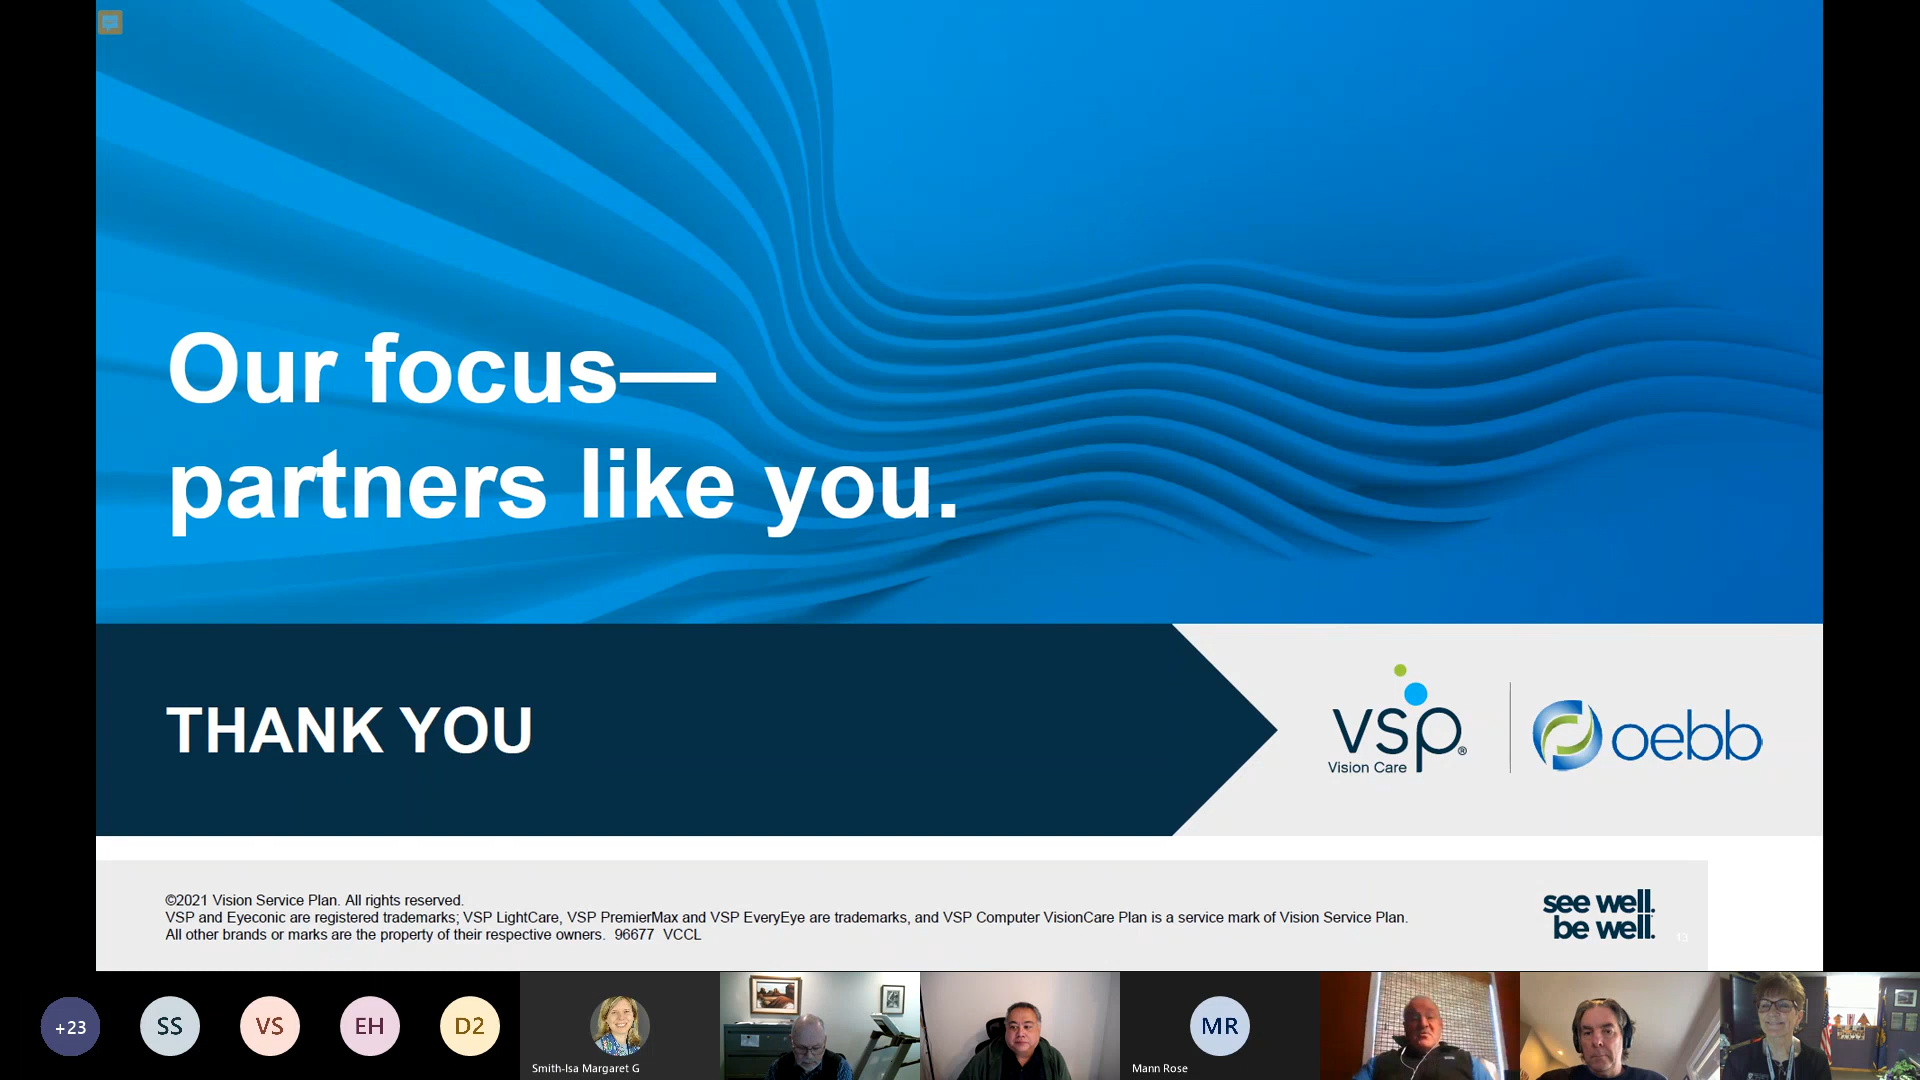 Our focus—
partners like you.
THANK YOU
vsp®
Vision Care
oebb
©2021 Vision Service Plan. All rights reserved.
VSP and Eyeconic are registered trademarks; VSP LightCare, VSP PremierMax and VSP EveryEye are trademarks, and VSP Computer VisionCare Plan is a service mark of Vision Service Plan.
All other brands or marks are the property of their respective owners.  96677  VCCL
see well.
be well.
13
+23
SS
VS
EH
D2
Smith-Isa Margaret G
MR
Mann Rose